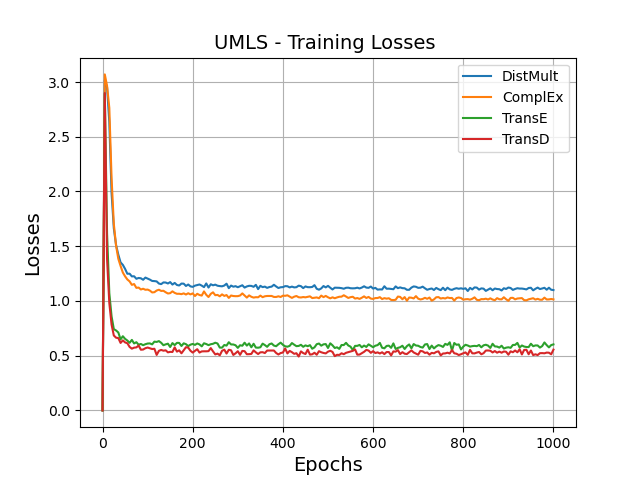 UMLS - Training Losses
Losses
3.0
2.5
2.0
1.5
1.0
0.5
0.0
DistMult
ComplEx
TransE
TransD
0 200 400 600 800 1000
Epochs